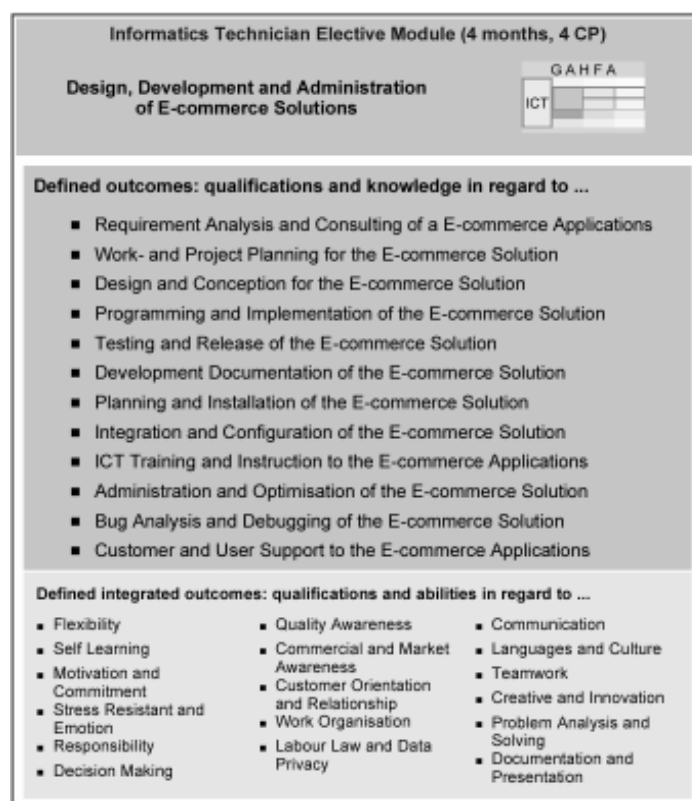 Informatics Technician Elective Module (4 months, 4 CP)
Design, Development and Administration
of E-commerce Solutions
G A H F A
ICT
Defined outcomes: qualifications and knowledge in regard to ...
Requirement Analysis and Consulting of a E-commerce Applications
Work- and Project Planning for the E-commerce Solution
Design and Conception for the E-commerce Solution
Programming and Implementation of the E-commerce Solution
Testing and Release of the E-commerce Solution
Development Documentation of the E-commerce Solution
Planning and Installation of the E-commerce Solution
Integration and Configuration of the E-commerce Solution
ICT Training and Instruction to the E-commerce Applications
Administration and Optimisation of the E-commerce Solution
Bug Analysis and Debugging of the E-commerce Solution
Customer and User Support to the E-commerce Applications
Defined integrated outcomes: qualifications and abilities in regard to ...
Flexibility
Self Learning
Motivation and
Commitment
Stress Resistant and
Emotion
Responsibility
Decision Making
Quality Awareness
Commercial and Market
Awareness
Customer Orientation
and Relationship
Work Organisation
Labour Law and Data
Privacy
Communication
Languages and Culture
Teamwork
Creative and Innovation
Problem Analysis and
Solving
Documentation and
Presentation